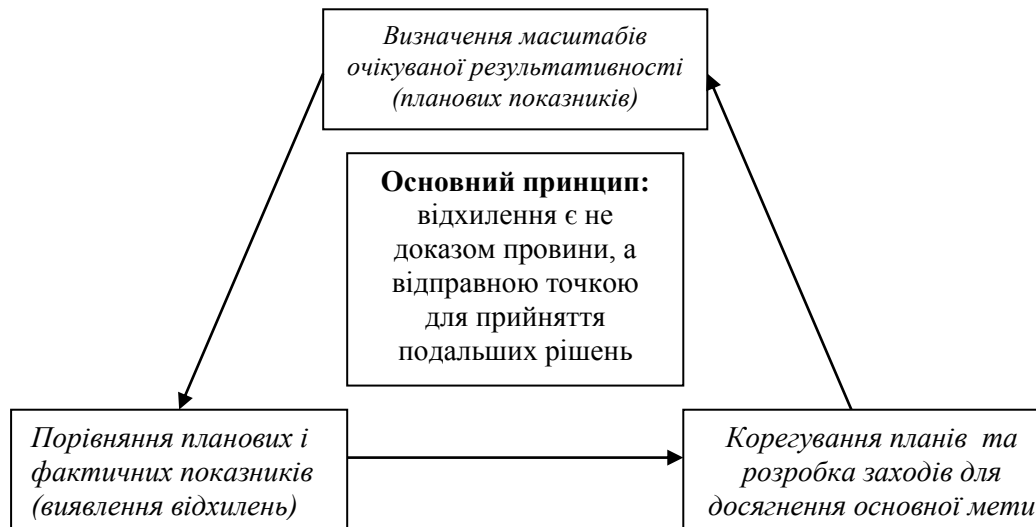 Визначення масштабів
очікуваної результативності
(планових показників)
Основний принцип:
відхилення є не
доказом провини, а
відправною точкою
для прийняття
подальших рішень
Порівняння планових і
фактичних показників
(виявлення відхилень)
Корегування планів та
розробка заходів для
досягнення основної мети